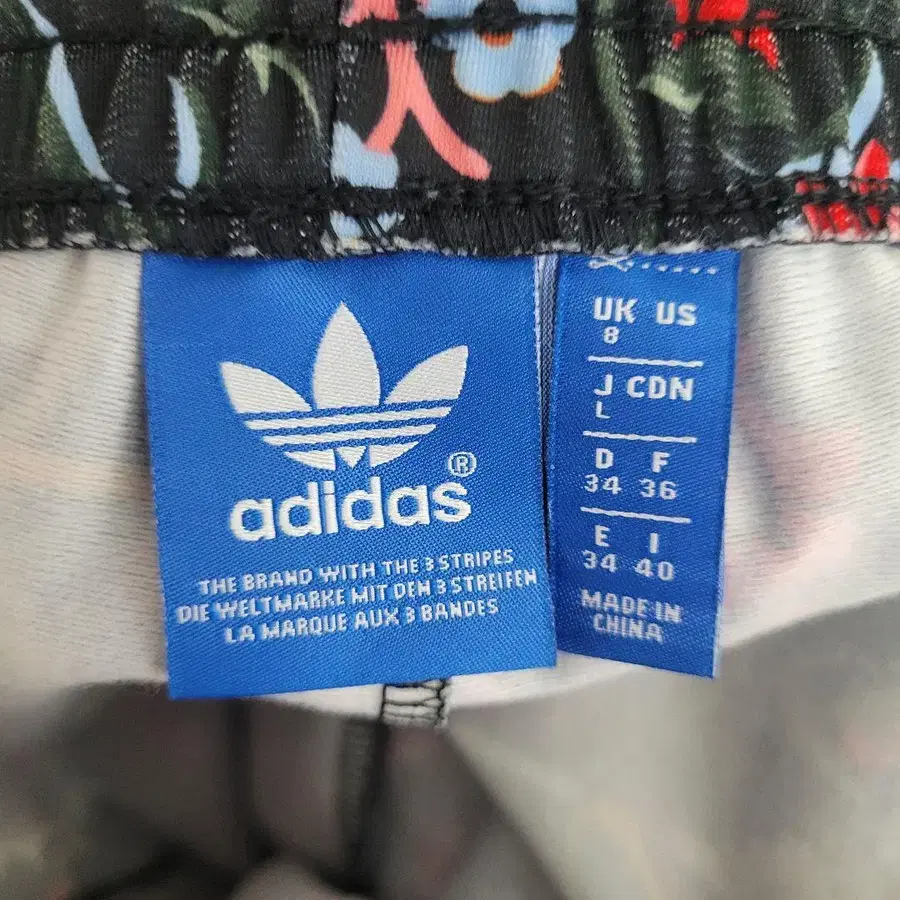 adidas®
THE BRAND WITH THE 3 STRIPES
DIE WELTMARKE MIT DEN 3 STREIFEN
LA MARQUE AUX 3 BANDES
UK US
8
J CDN
L
D F
34 36
E I
34 40
MADE IN
CHINA